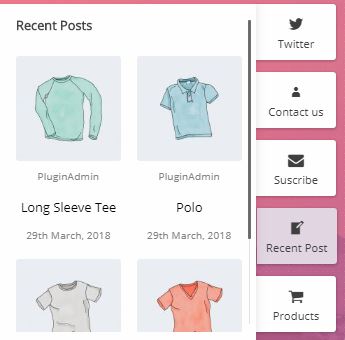 Recent Posts
PluginAdmin
PluginAdmin
Long Sleeve Tee
Polo
29th March, 2018
29th March, 2018
Twitter
Contact us
Suscribe
Recent Post
Products